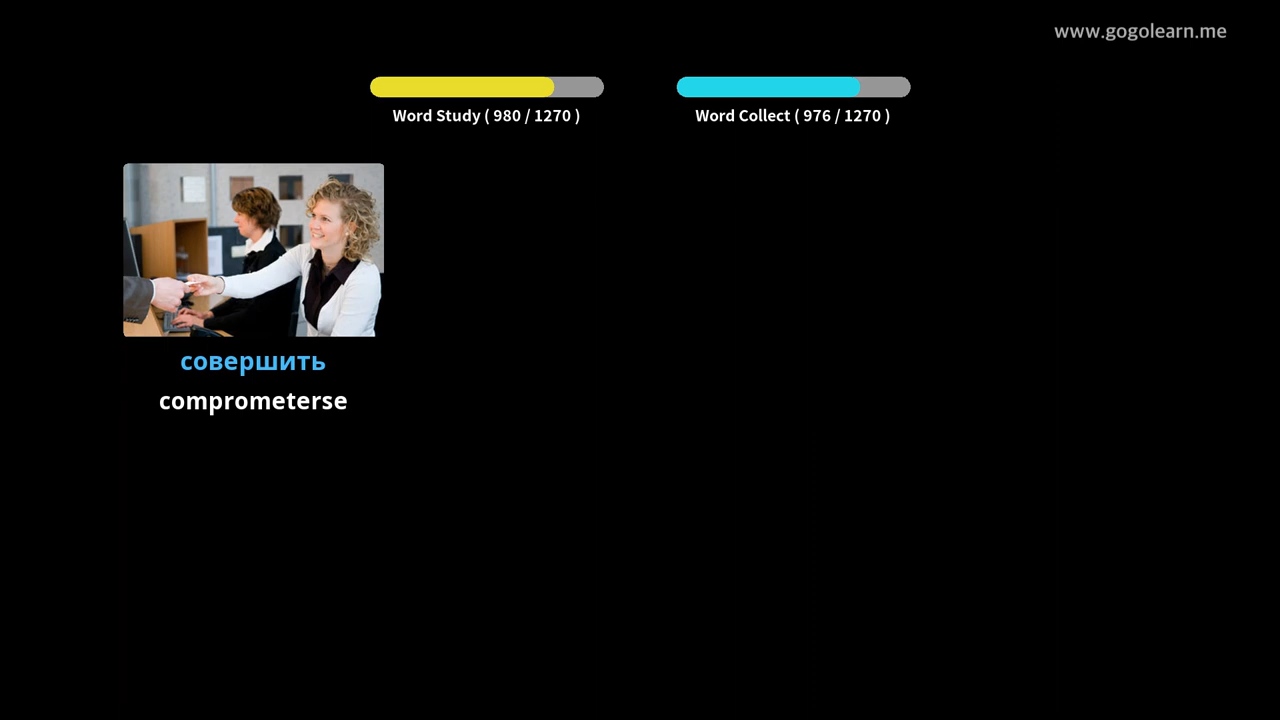 www.gogolearn.me
Word Study ( 980 / 1270 )
Word Collect ( 976 / 1270 )
совершить
comprometerse